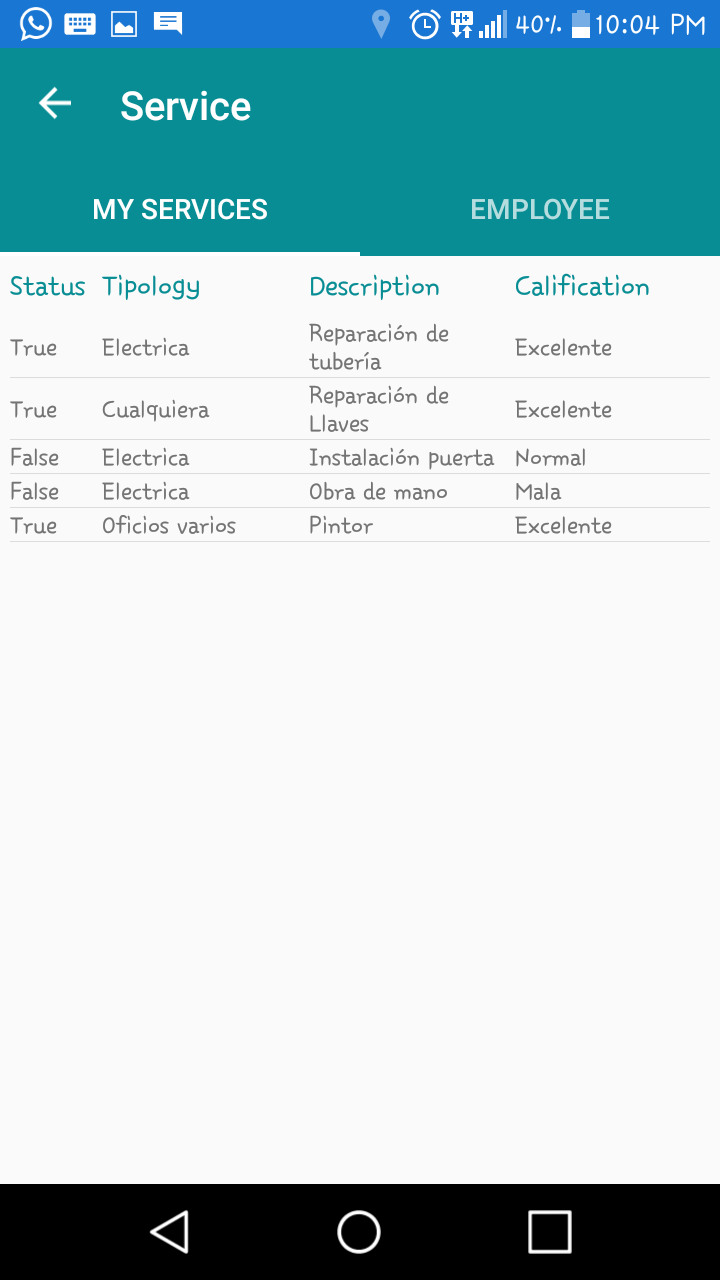 H+ 40% 10:04 PM
Service
MY SERVICES EMPLOYEE
Status Tipology Description Calification
True Electrica Reparación de tubería Excelente
True Cualquiera Reparación de Llaves Excelente
False Electrica Instalación puerta Normal
False Electrica Obra de mano Mala
True Oficios varios Pintor Excelente